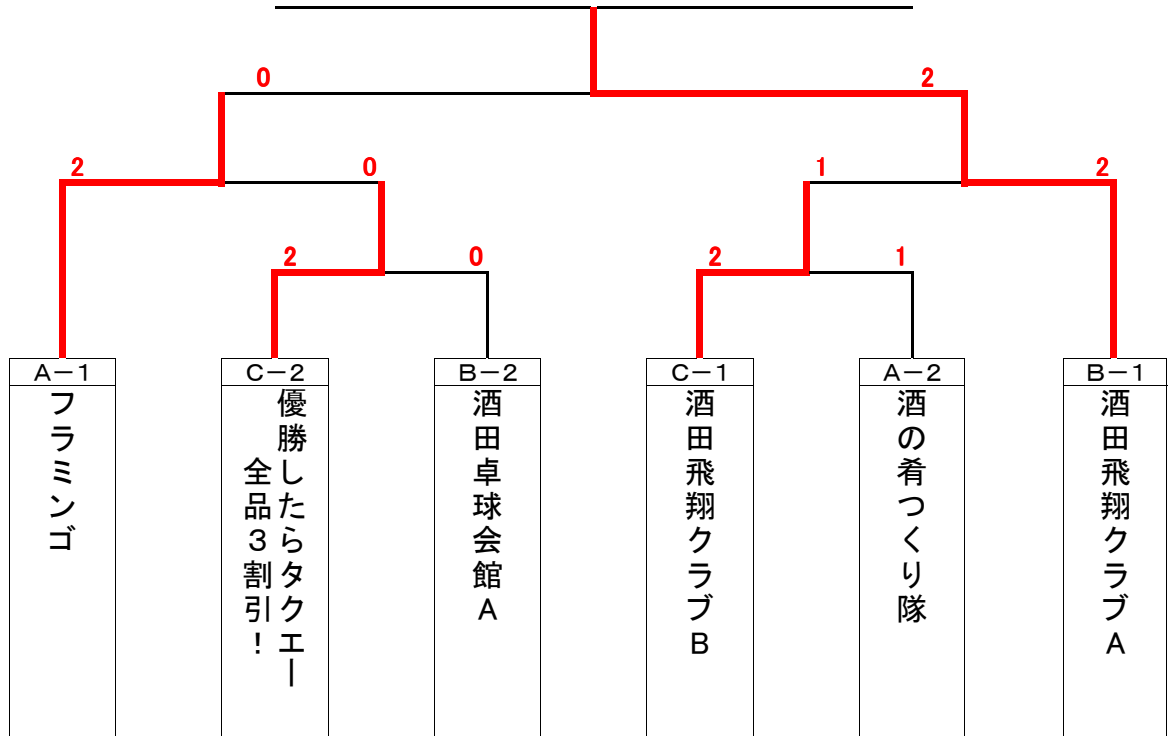 0
2
2
0
1
2
2
0
2
1
A－1
C－2
B－2
C－1
A－2
B－1
フラミンゴ
優勝したらタクエー
全品３割引！
酒田卓球会館A
酒田飛翔クラブB
酒の肴つくり隊
酒田飛翔クラブA